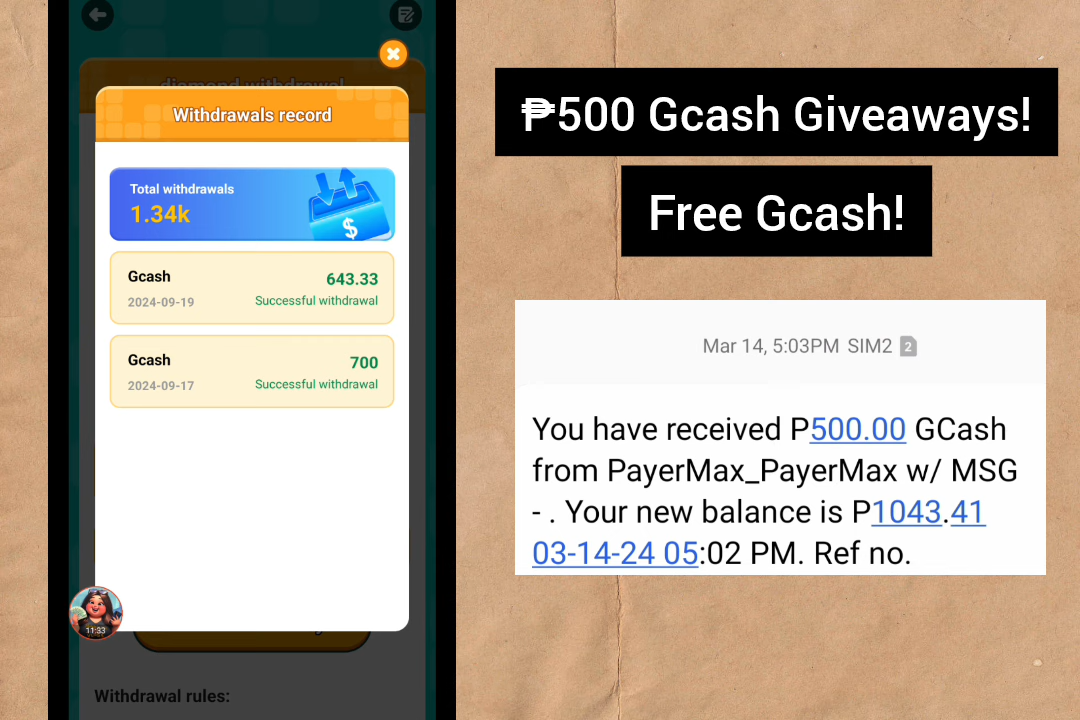 diamond withdrawal
Withdrawals record
Total withdrawals
1.34k
$
Gcash
643.33
2024-09-19
Successful withdrawal
Gcash
700
2024-09-17
Successful withdrawal
11:33
Withdrawal rules:
₱500 Gcash Giveaways!
Free Gcash!
Mar 14, 5:03PM SIM2 2
You have received P500.00 GCash
from PayerMax_PayerMax w/ MSG
- . Your new balance is P1043.41
03-14-24 05:02 PM. Ref no.